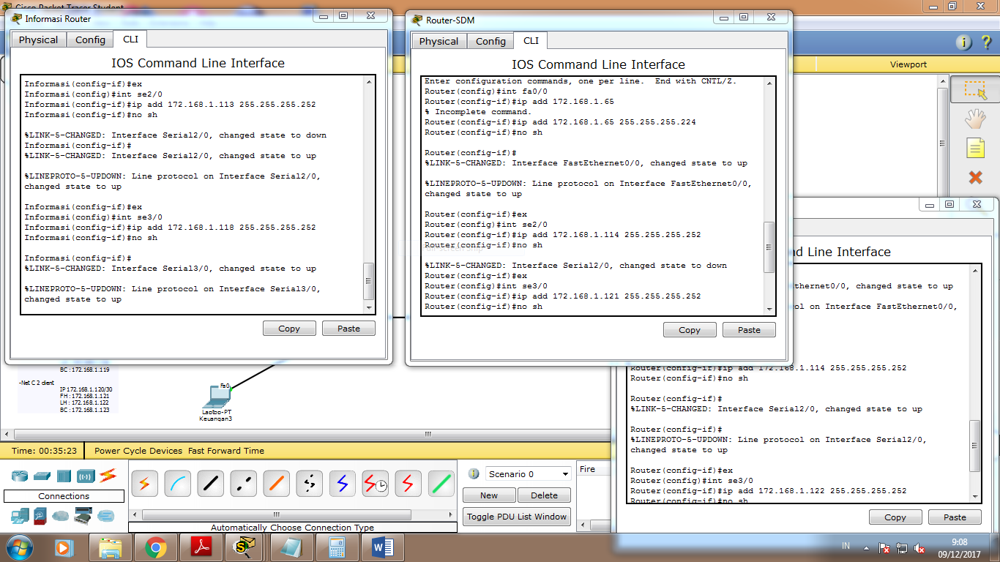 Cisco Packet Tracer Student
Informasi Router
Physical
Config
CLI
IOS Command Line Interface
Informasi(config-if)#ex
Informasi(config)#int se2/0
Informasi(config-if)#ip add 172.168.1.113 255.255.255.252
Informasi(config-if)#no sh
%LINK-5-CHANGED: Interface Serial2/0, changed state to down
Informasi(config-if)#
%LINK-5-CHANGED: Interface Serial2/0, changed state to up
%LINEPROTO-5-UPDOWN: Line protocol on Interface Serial2/0,
changed state to up
Informasi(config-if)#ex
Informasi(config)#int se3/0
Informasi(config-if)#ip add 172.168.1.118 255.255.255.252
Informasi(config-if)#no sh
Informasi(config-if)#
%LINK-5-CHANGED: Interface Serial3/0, changed state to up
%LINEPROTO-5-UPDOWN: Line protocol on Interface Serial3/0,
changed state to up
Copy
Paste
Router-SDM
Physical
Config
CLI
IOS Command Line Interface
Enter configuration commands, one per line. End with CNTL/Z.
Router(config)#int fa0/0
Router(config-if)#ip add 172.168.1.65
% Incomplete command.
Router(config-if)#ip add 172.168.1.65 255.255.255.224
Router(config-if)#no sh
Router(config-if)#
%LINK-5-CHANGED: Interface FastEthernet0/0, changed state to up
%LINEPROTO-5-UPDOWN: Line protocol on Interface FastEthernet0/0,
changed state to up
Router(config-if)#ex
Router(config)#int se2/0
Router(config-if)#ip add 172.168.1.114 255.255.255.252
Router(config-if)#no sh
%LINK-5-CHANGED: Interface Serial2/0, changed state to down
Router(config-if)#ex
Router(config)#int se3/0
Router(config-if)#ip add 172.168.1.121 255.255.255.252
Router(config-if)#no sh
Copy
Paste
Viewport
nd Line Interface
thernet0/0, changed state to up
ol on Interface FastEthernet0/0,
Router(config-if)#ip add 172.168.1.114 255.255.255.252
Router(config-if)#no sh
Router(config-if)#
%LINK-5-CHANGED: Interface Serial2/0, changed state to up
Router(config-if)#
%LINEPROTO-5-UPDOWN: Line protocol on Interface Serial2/0,
changed state to up
Router(config-if)#ex
Router(config)#int se3/0
Router(config-if)#ip add 172.168.1.122 255.255.255.252
Router(config-if)#no sh
Copy
Paste
BC : 172.168.1.119
-Net C 2 client
IP 172.168.1.120/30
FH : 172.168.1.121
LH : 172.168.1.122
BC : 172.168.1.123
Fa0
Laptop-PT
Keuangan3
Time: 00:35:23
Power Cycle Devices Fast Forward Time
Connections
Automatically Choose Connection Type
Scenario 0
New
Delete
Toggle PDU List Window
Fire
IN
9:08
09/12/2017